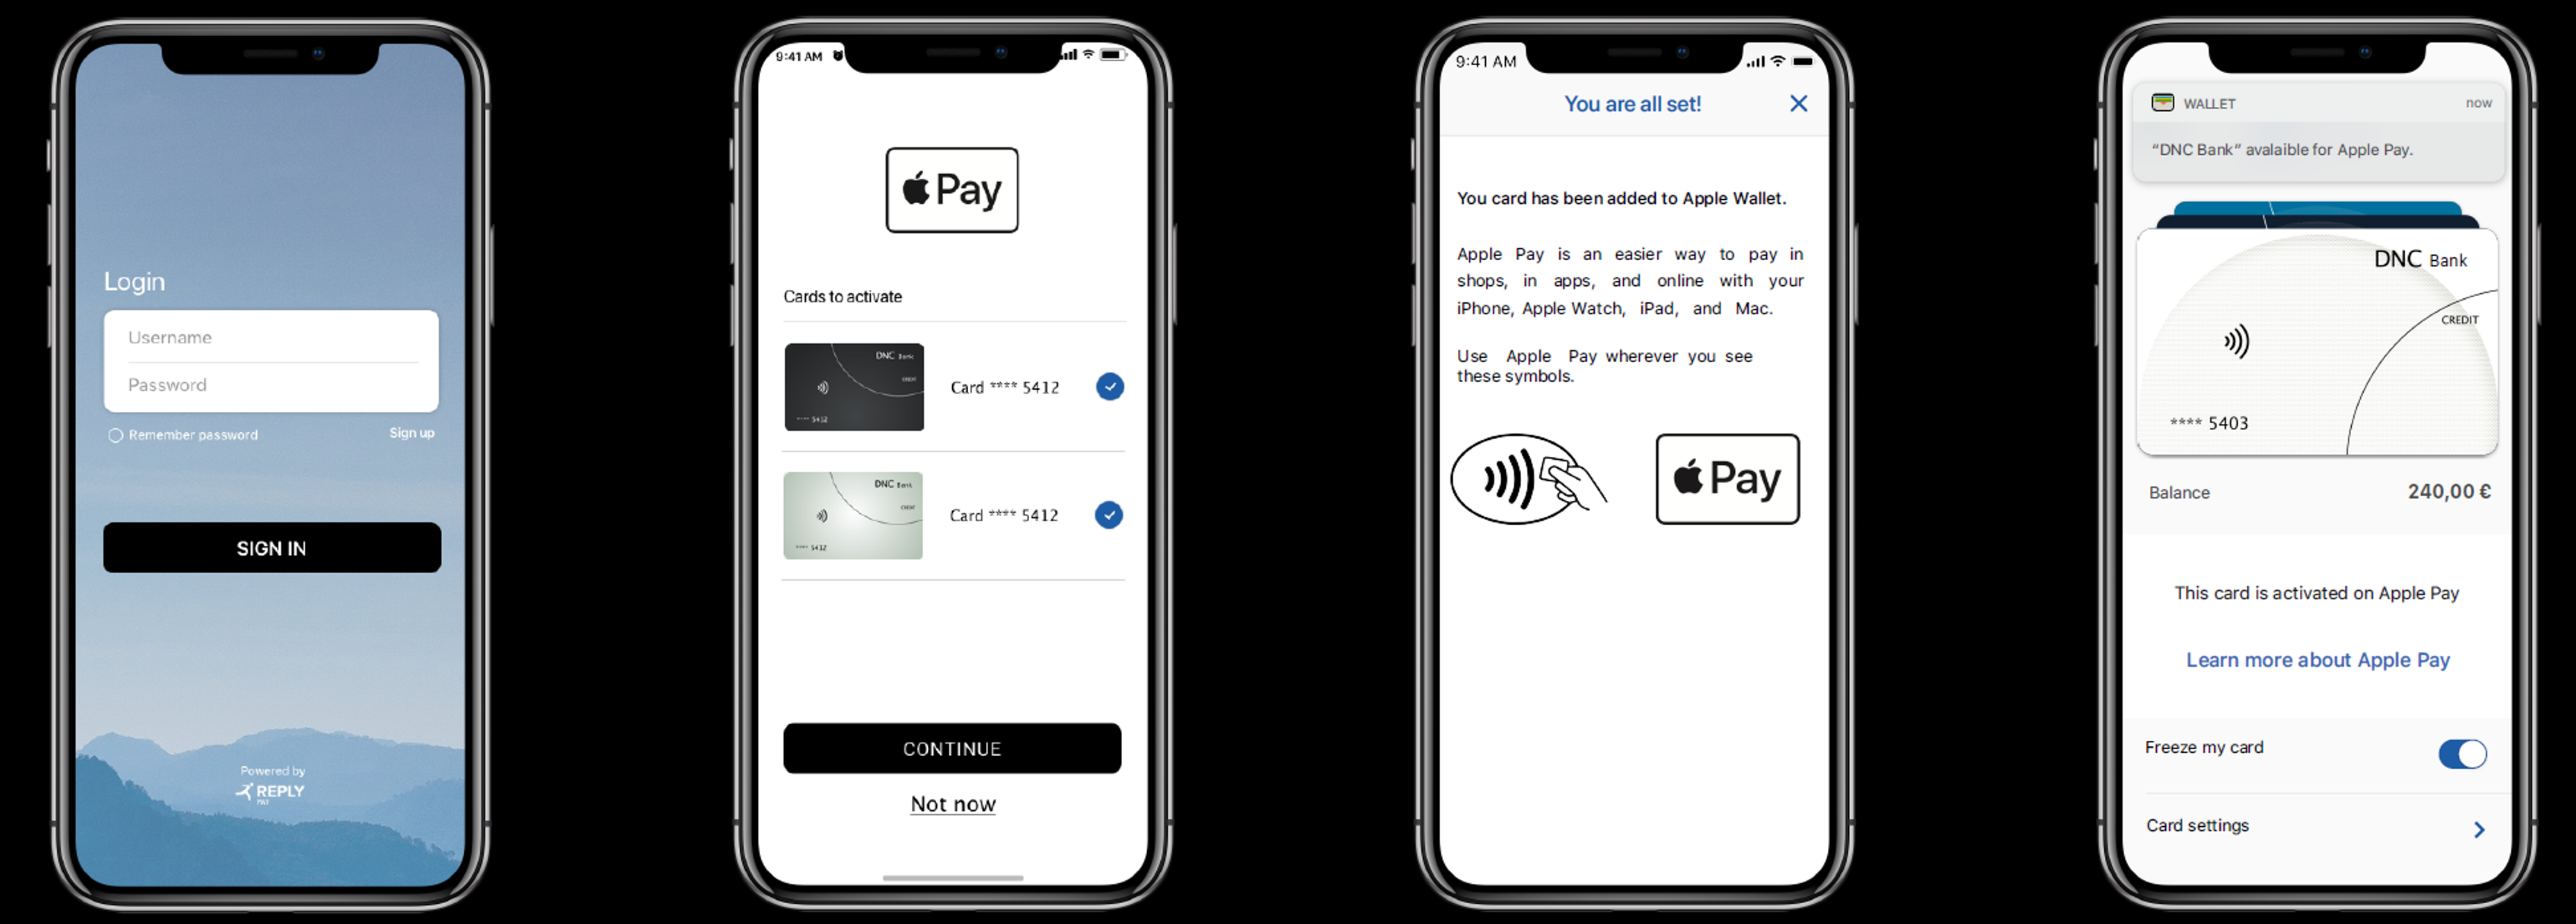 Login
Username
Password
Remember password
Sign up
SIGN IN
Powered by
REPLY
PAY
9:41 AM
Pay
Cards to activate
DNC Bank
CREDIT
**** 5412
Card **** 5412
DNC Bank
CREDIT
**** 5412
Card **** 5412
CONTINUE
Not now
9:41 AM
You are all set!
You card has been added to Apple Wallet.
Apple Pay is an easier way to pay in
shops, in apps, and online with your
iPhone, Apple Watch, iPad, and Mac.
Use Apple Pay wherever you see
these symbols.
Pay
WALLET
now
“DNC Bank” avalaible for Apple Pay.
DNC Bank
CREDIT
**** 5403
Balance
240,00 €
This card is activated on Apple Pay
Learn more about Apple Pay
Freeze my card
Card settings